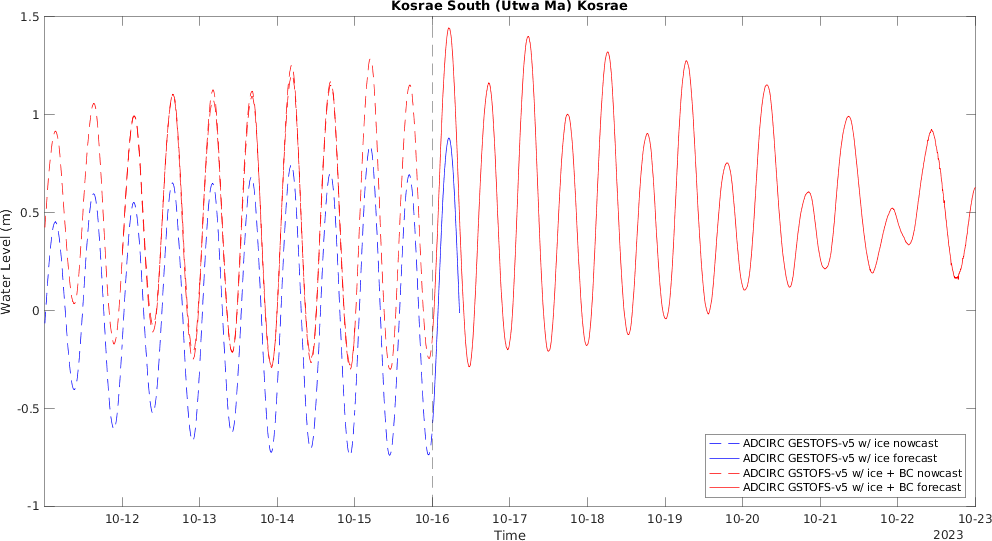 Kosrae South (Utwa Ma) Kosrae
1.5
1
0.5
0
-0.5
-1
Water Level (m)
10-12 10-13 10-14 10-15 10-16 10-17 10-18 10-19 10-20 10-21 10-22 10-23
Time
2023
ADCIRC GESTOFS-v5 w/ ice nowcast
ADCIRC GESTOFS-v5 w/ ice forecast
ADCIRC GSTOFS-v5 w/ ice + BC nowcast
ADCIRC GSTOFS-v5 w/ ice + BC forecast